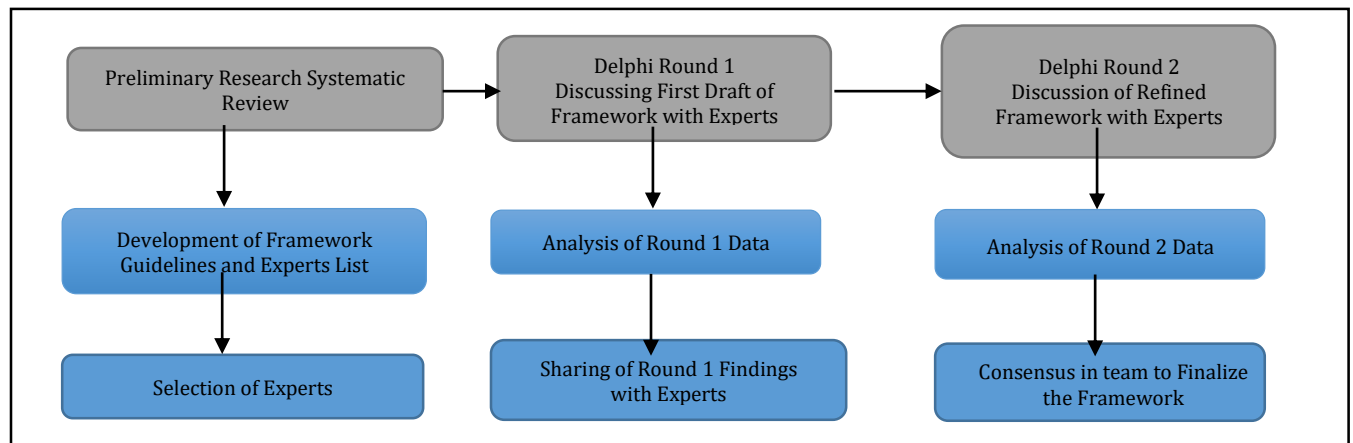 Preliminary Research Systematic
Review
Delphi Round 1
Discussing First Draft of
Framework with Experts
Delphi Round 2
Discussion of Refined
Framework with Experts
Development of Framework
Guidelines and Experts List
Analysis of Round 1 Data
Analysis of Round 2 Data
Selection of Experts
Sharing of Round 1 Findings
with Experts
Consensus in team to Finalize
the Framework